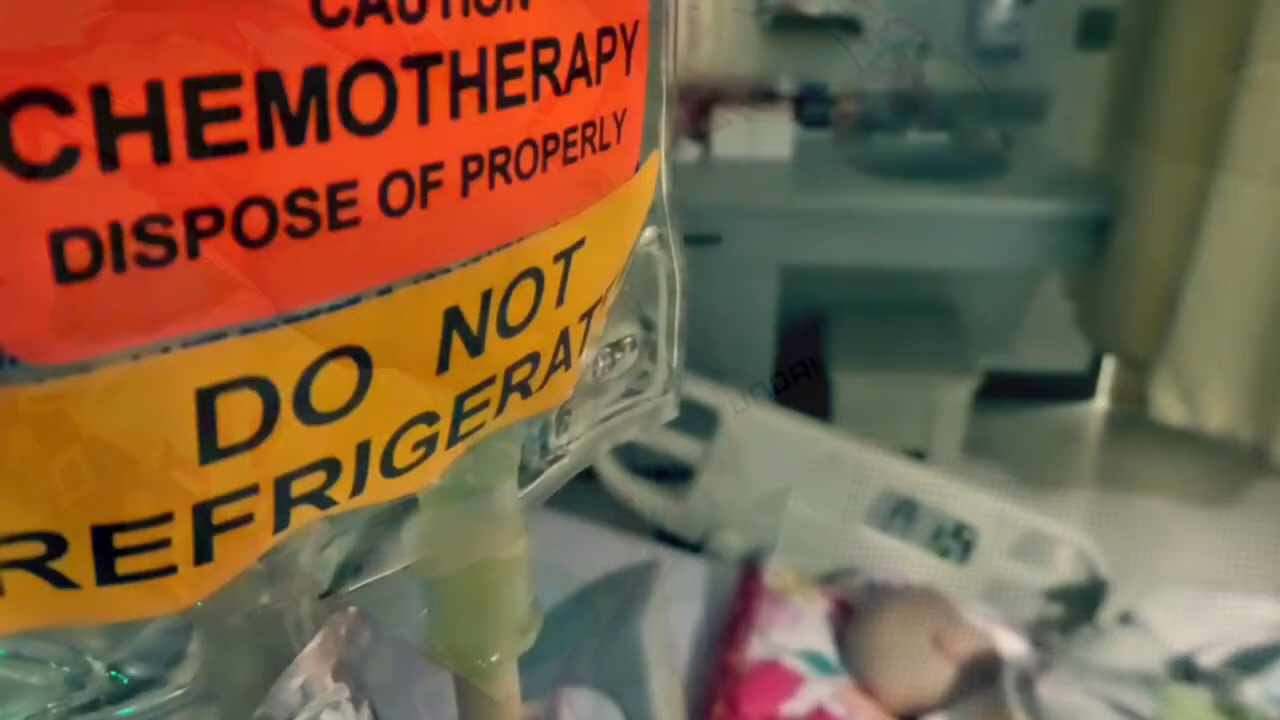 CAUTION
CHEMOTHERAPY
DISPOSE OF PROPERLY
DO NOT
REFRIGERAT